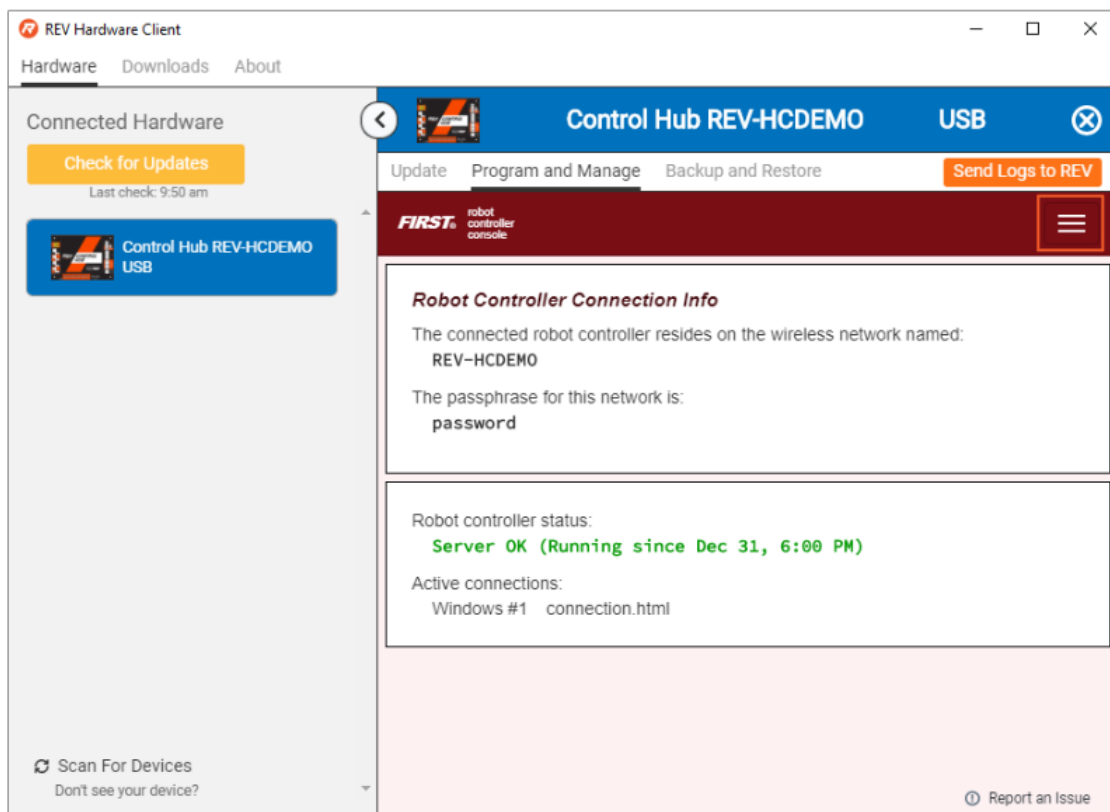 REV Hardware Client
Hardware Downloads About
Connected Hardware
Check for Updates
Last check: 9:50 am
Control Hub REV-HCDEMO
USB
Control Hub REV-HCDEMO USB
Update Program and Manage Backup and Restore Send Logs to REV
FIRST® robot
controller
console
Robot Controller Connection Info
The connected robot controller resides on the wireless network named:
REV-HCDEMO
The passphrase for this network is:
password
Robot controller status:
Server OK (Running since Dec 31, 6:00 PM)
Active connections:
Windows #1 connection.html
Scan For Devices
Don't see your device?
Report an Issue